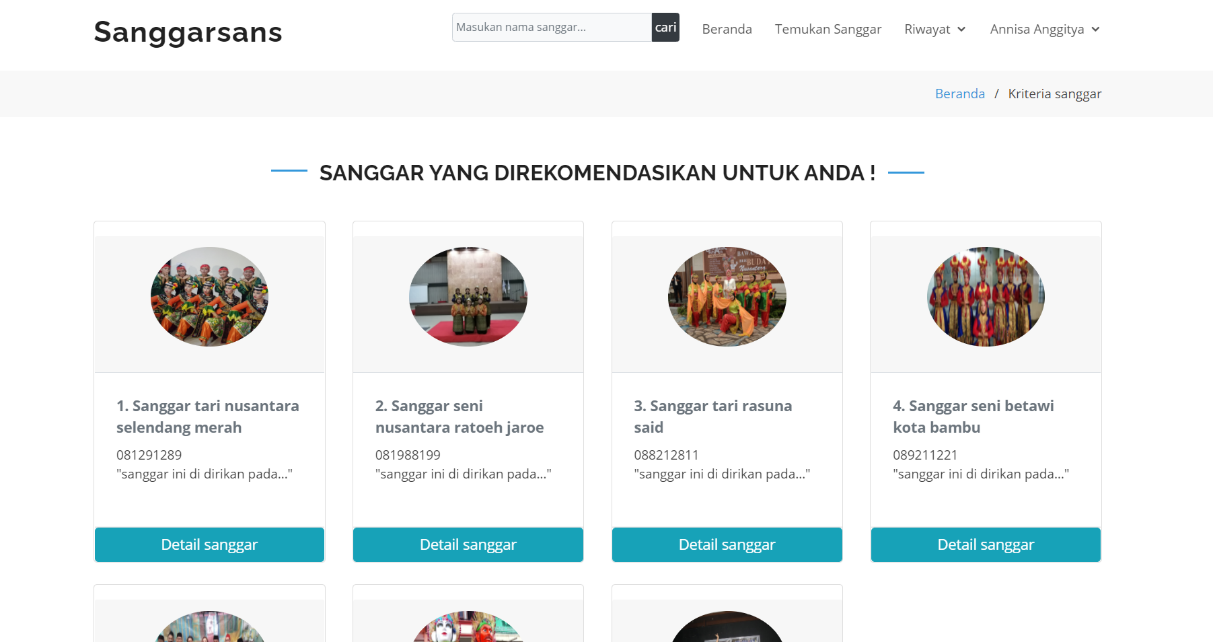 Sanggarsans
Masukan nama sanggar...
cari
Beranda
Temukan Sanggar
Riwayat
Annisa Anggitya
Beranda / Kriteria sanggar
SANGGAR YANG DIREKOMENDASIKAN UNTUK ANDA !
1. Sanggar tari nusantara
selendang merah
081291289
"sanggar ini di dirikan pada..."
Detail sanggar
2. Sanggar seni
nusantara ratoeh jaroe
081988199
"sanggar ini di dirikan pada..."
Detail sanggar
3. Sanggar tari rasuna
said
088212811
"sanggar ini di dirikan pada..."
Detail sanggar
4. Sanggar seni betawi
kota bambu
089211221
"sanggar ini di dirikan pada..."
Detail sanggar